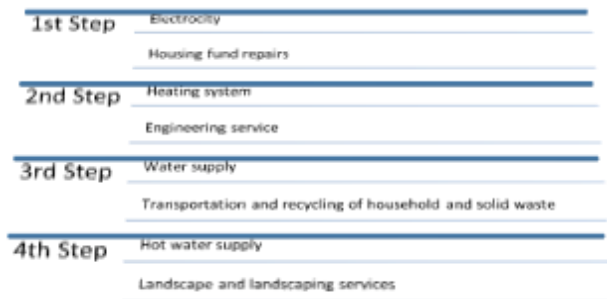 1st Step
Electrocity
Housing fund repairs
2nd Step
Heating system
Engineering service
3rd Step
Water supply
Transportation and recycling of household and solid waste
4th Step
Hot water supply
Landscape and landscaping services